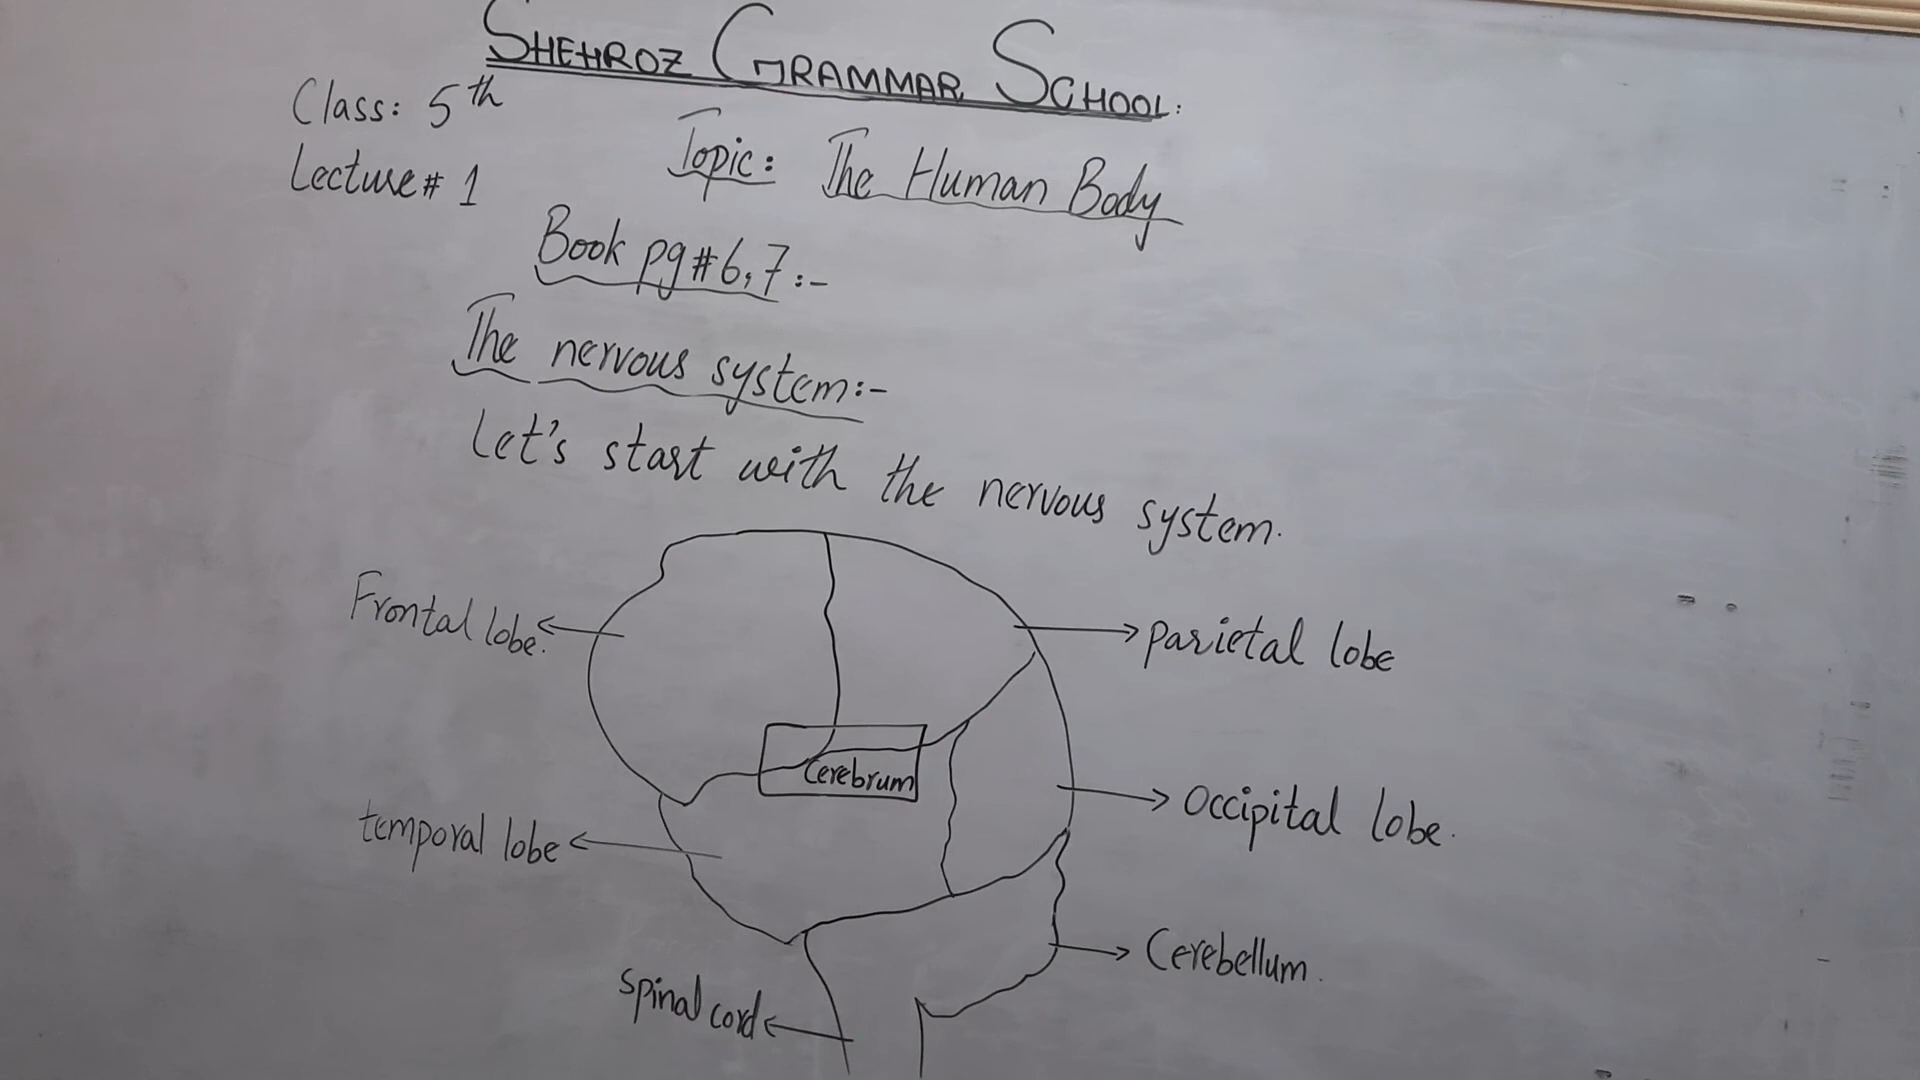 SHEHROZ GRAMMAR SCHOOL:
Class: 5th
Lecture# 1
Topic: The Human Body
Book pg#6,7:-
The nervous system:-
Let's start with the nervous system.
Frontal lobe.
parietal lobe
Cerebrum
temporal lobe
Occipital lobe.
Cerebellum.
spinal cord